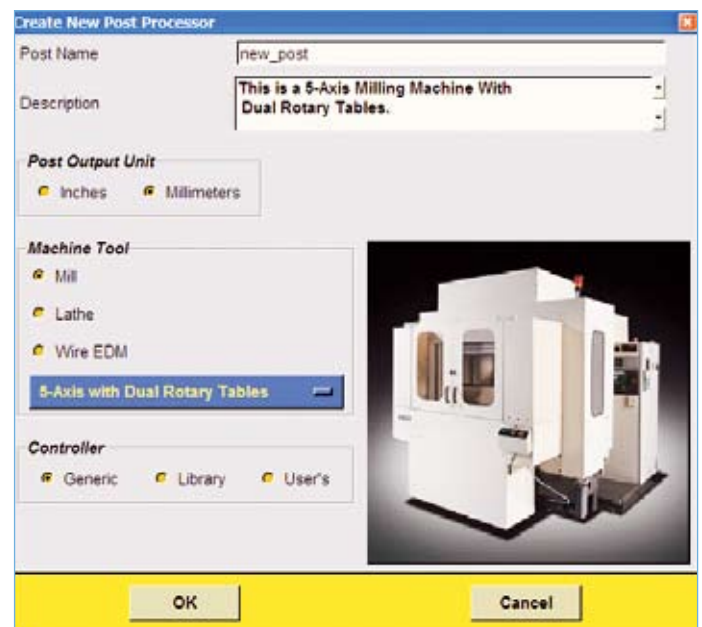 Create New Post Processor
Post Name
new_post
Description
This is a 5-Axis Milling Machine With
Dual Rotary Tables.
Post Output Unit
Inches Millimeters
Machine Tool
Mill
Lathe
Wire EDM
5-Axis with Dual Rotary Tables
Controller
Generic Library User's
OK Cancel